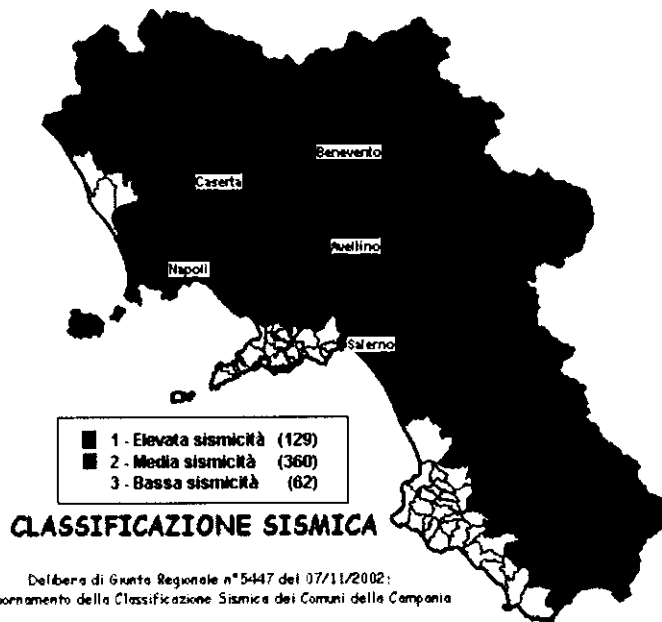 Benevento
Caserta
Avellino
Napoli
Salerno
1 - Elevata sismicità (129)
2 - Media sismicità (360)
3 - Bassa sismicità (62)
CLASSIFICAZIONE SISMICA
Delibera di Giunta Regionale n°5447 del 07/11/2002:
della Classificazione Sismica dei Comuni della Campania